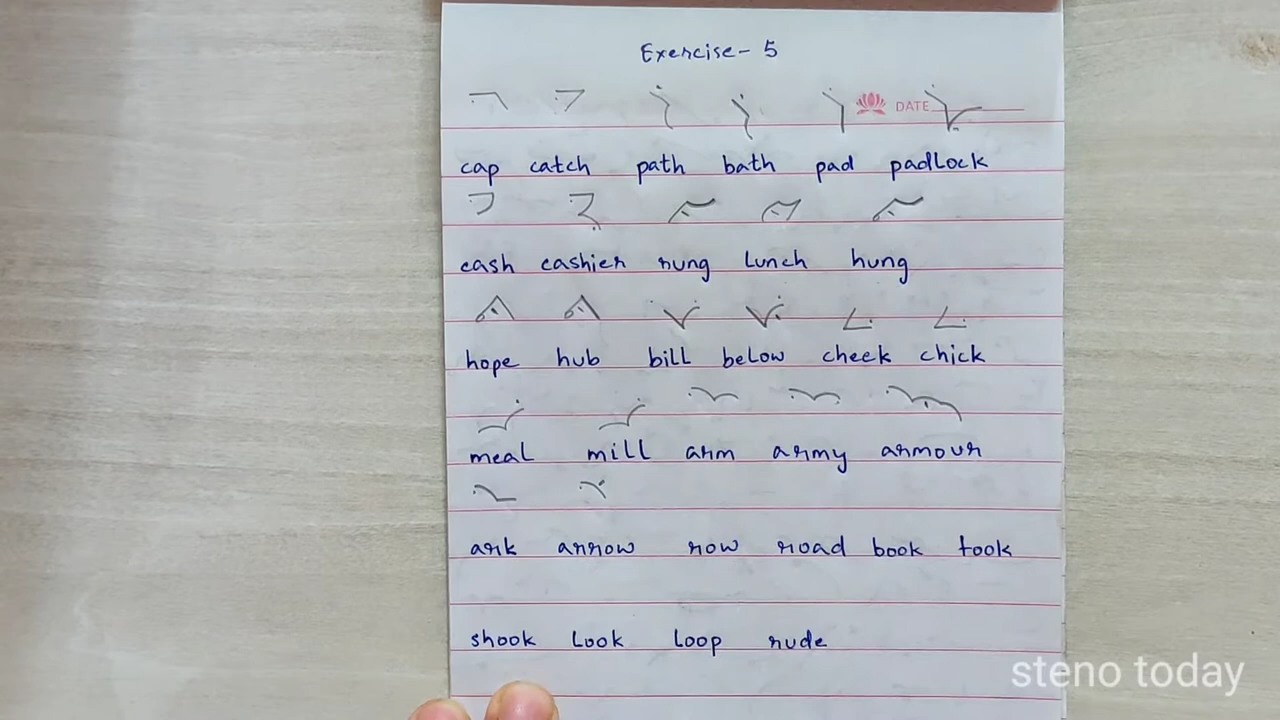 Exercise - 5
DATE
cap catch path bath pad padlock
cash cashier rung lunch hung
hope hub bill below cheek chick
meal mill arm army armour
ark arrow row road book took
shook look loop rude
steno today